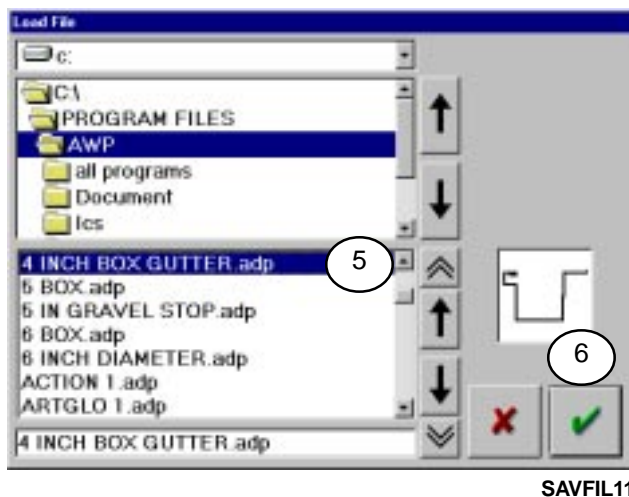 Load File
c:
C:\
PROGRAM FILES
AWP
all programs
Document
Ics
4 INCH BOX GUTTER.adp
5
5 BOX.adp
5 IN GRAVEL STOP.adp
6 BOX.adp
6 INCH DIAMETER.adp
ACTION 1.adp
ARTGLO 1.adp
6
4 INCH BOX GUTTER.adp
SAVFIL11